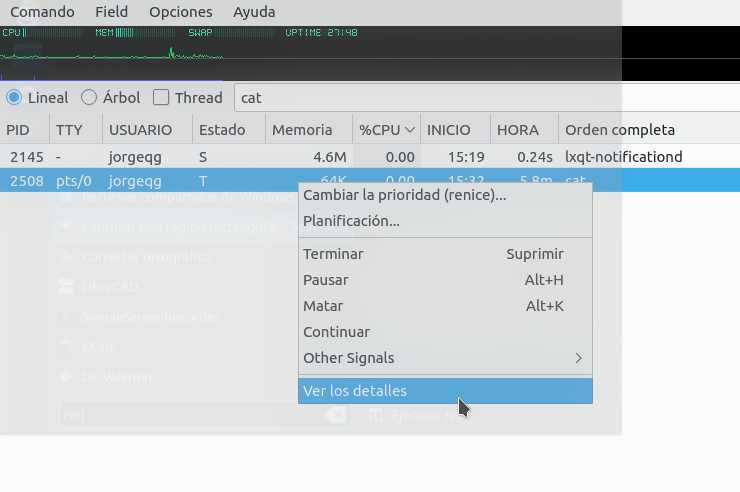 Comando Field Opciones Ayuda
CPU MEM SWAP UPTIME 27:48
Lineal Árbol Thread cat
PID TTY USUARIO Estado Memoria %CPU INICIO HORA Orden completa
2145 - jorgeqg S 4.6M 0.00 15:19 0.24s lxqt-notificationd
2508 pts/0 jorgeqg T 64K 0.00 15:32 5.8m cat
Cambiar la prioridad (renice)...
Recursos compartidos de Windows
Planificación...
Capturar una región rectangular -
Terminar Suprimir
Corrector ortográfico
Pausar Alt+H
LibreCAD
Matar Alt+K
SimpleScreenRecorder
Continuar
KCalc
Other Signals
Dr. Valentin
Ver los detalles
rec Ejecutar